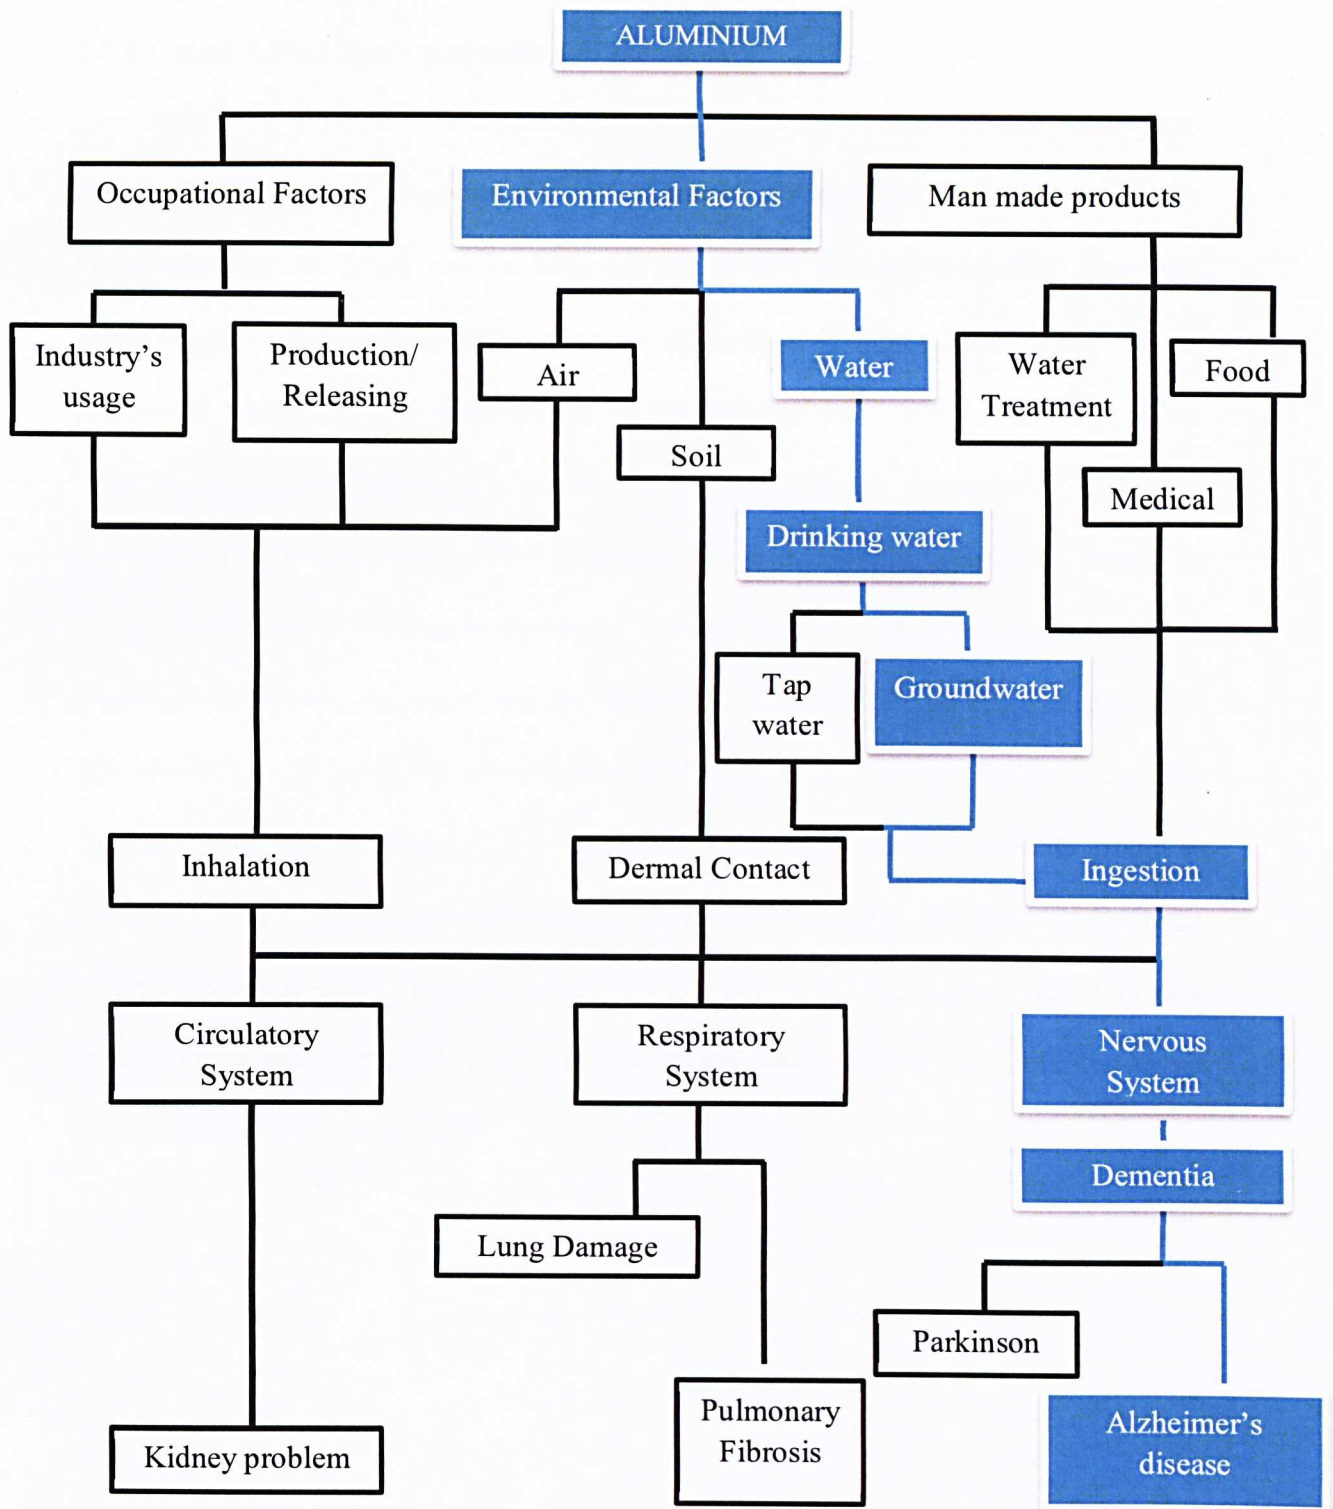 ALUMINIUM
Occupational Factors
Environmental Factors
Man made products
Industry’s
usage
Production/
Releasing
Air
Soil
Water
Water
Treatment
Food
Medical
Drinking water
Tap
water
Groundwater
Inhalation
Dermal Contact
Ingestion
Circulatory
System
Respiratory
System
Nervous
System
Dementia
Lung Damage
Parkinson
Kidney problem
Pulmonary
Fibrosis
Alzheimer’s
disease